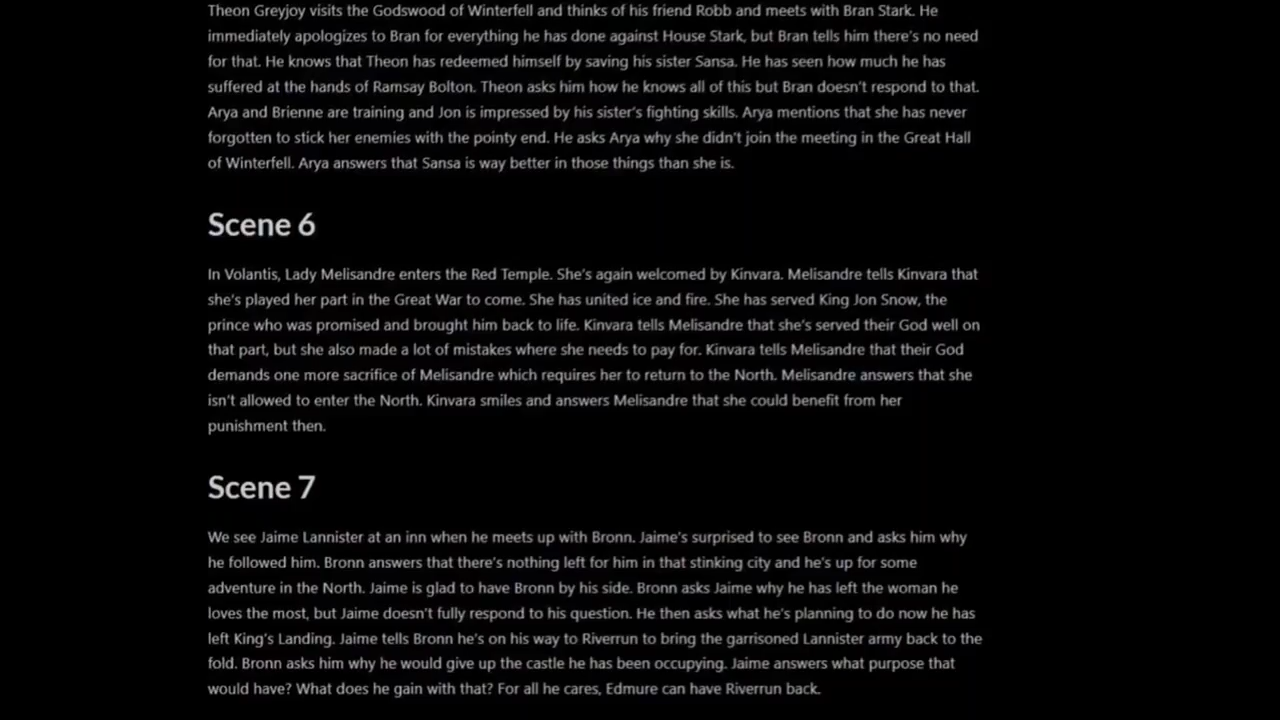 Theon Greyjoy visits the Godswood of Winterfell and thinks of his friend Robb and meets with Bran Stark. He
immediately apologizes to Bran for everything he has done against House Stark, but Bran tells him there's no need
for that. He knows that Theon has redeemed himself by saving his sister Sansa. He has seen how much he has
suffered at the hands of Ramsay Bolton. Theon asks him how he knows all of this but Bran doesn't respond to that.
Arya and Brienne are training and Jon is impressed by his sister's fighting skills. Arya mentions that she has never
forgotten to stick her enemies with the pointy end. He asks Arya why she didn't join the meeting in the Great Hall
of Winterfell. Arya answers that Sansa is way better in those things than she is.
Scene 6
In Volantis, Lady Melisandre enters the Red Temple. She's again welcomed by Kinvara. Melisandre tells Kinvara that
she's played her part in the Great War to come. She has united ice and fire. She has served King Jon Snow, the
prince who was promised and brought him back to life. Kinvara tells Melisandre that she's served their God well on
that part, but she also made a lot of mistakes where she needs to pay for. Kinvara tells Melisandre that their God
demands one more sacrifice of Melisandre which requires her to return to the North. Melisandre answers that she
isn't allowed to enter the North. Kinvara smiles and answers Melisandre that she could benefit from her
punishment then.
Scene 7
We see Jaime Lannister at an inn when he meets up with Bronn. Jaime's surprised to see Bronn and asks him why
he followed him. Bronn answers that there's nothing left for him in that stinking city and he's up for some
adventure in the North. Jaime is glad to have Bronn by his side. Bronn asks Jaime why he has left the woman he
loves the most, but Jaime doesn't fully respond to his question. He then asks what he's planning to do now he has
left King's Landing. Jaime tells Bronn he's on his way to Riverrun to bring the garrisoned Lannister army back to the
fold. Bronn asks him why he would give up the castle he has been occupying. Jaime answers what purpose that
would have? What does he gain with that? For all he cares, Edmure can have Riverrun back.